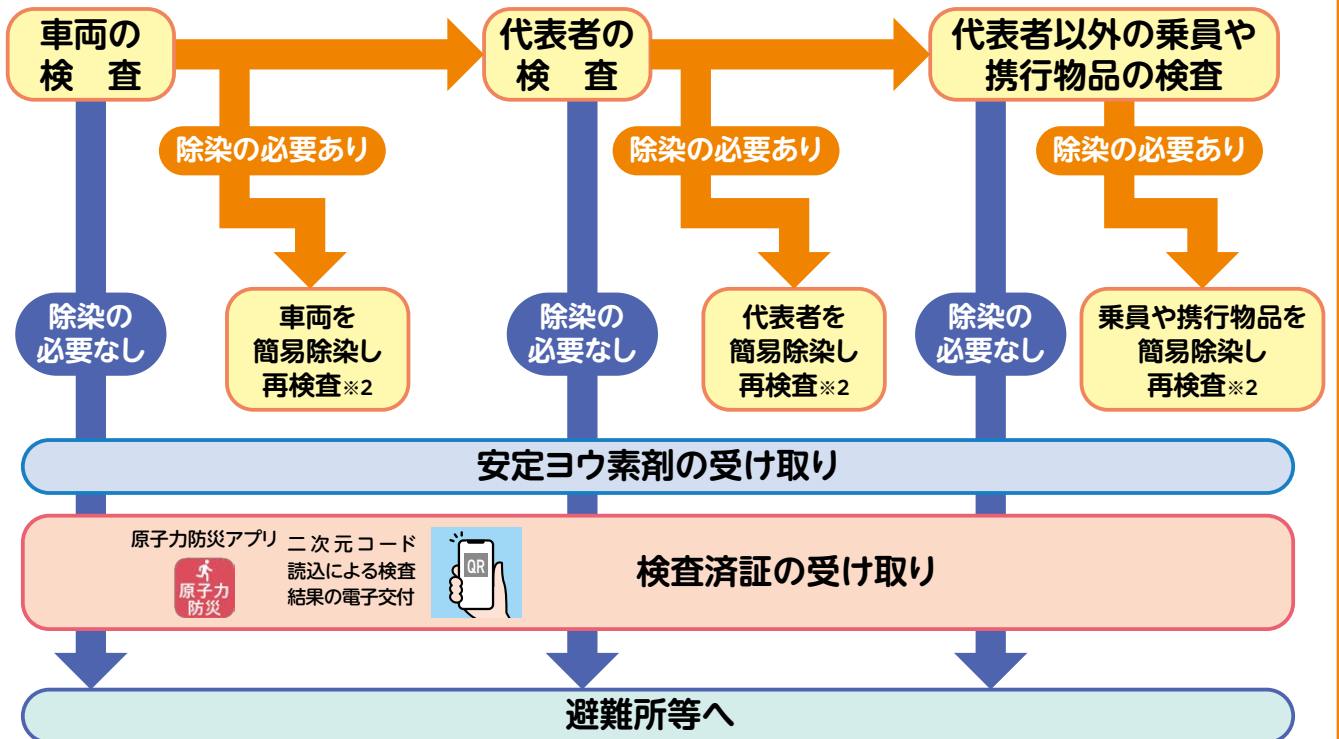 車両の
検　査
代表者の
検　査
代表者以外の乗員や
携行物品の検査
除染の必要あり
除染の必要あり
除染の必要あり
除染の
必要なし
車両を
簡易除染し
再検査※2
除染の
必要なし
代表者を
簡易除染し
再検査※2
除染の
必要なし
乗員や携行物品を
簡易除染し
再検査※2
安定ヨウ素剤の受け取り
原子力防災アプリ
原子力
防災
二次元コード
読込による検査
結果の電子交付
QR
検査済証の受け取り
避難所等へ